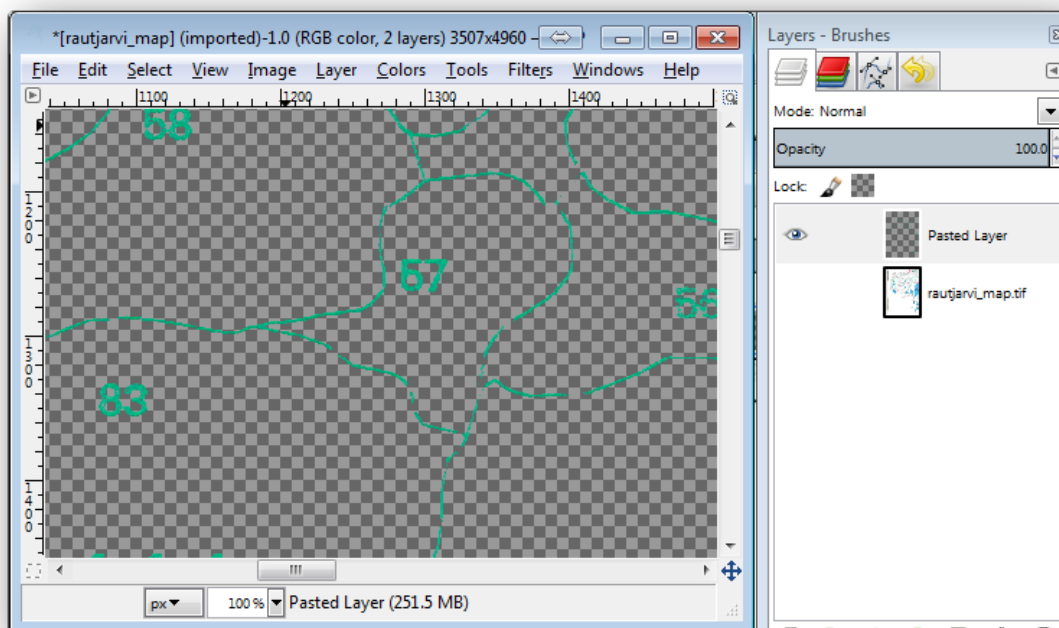 *[rautjarvi_map] (imported)-1.0 (RGB color, 2 layers) 3507x4960 –
File Edit Select View Image Layer Colors Tools Filters Windows Help
1100 1200 1300 1400
1200
1300
1400
58
57
56
83
px 100% Pasted Layer (251.5 MB)
Layers - Brushes
Mode: Normal
Opacity 100.0
Lock:
Pasted Layer
rautjarvi_map.tif